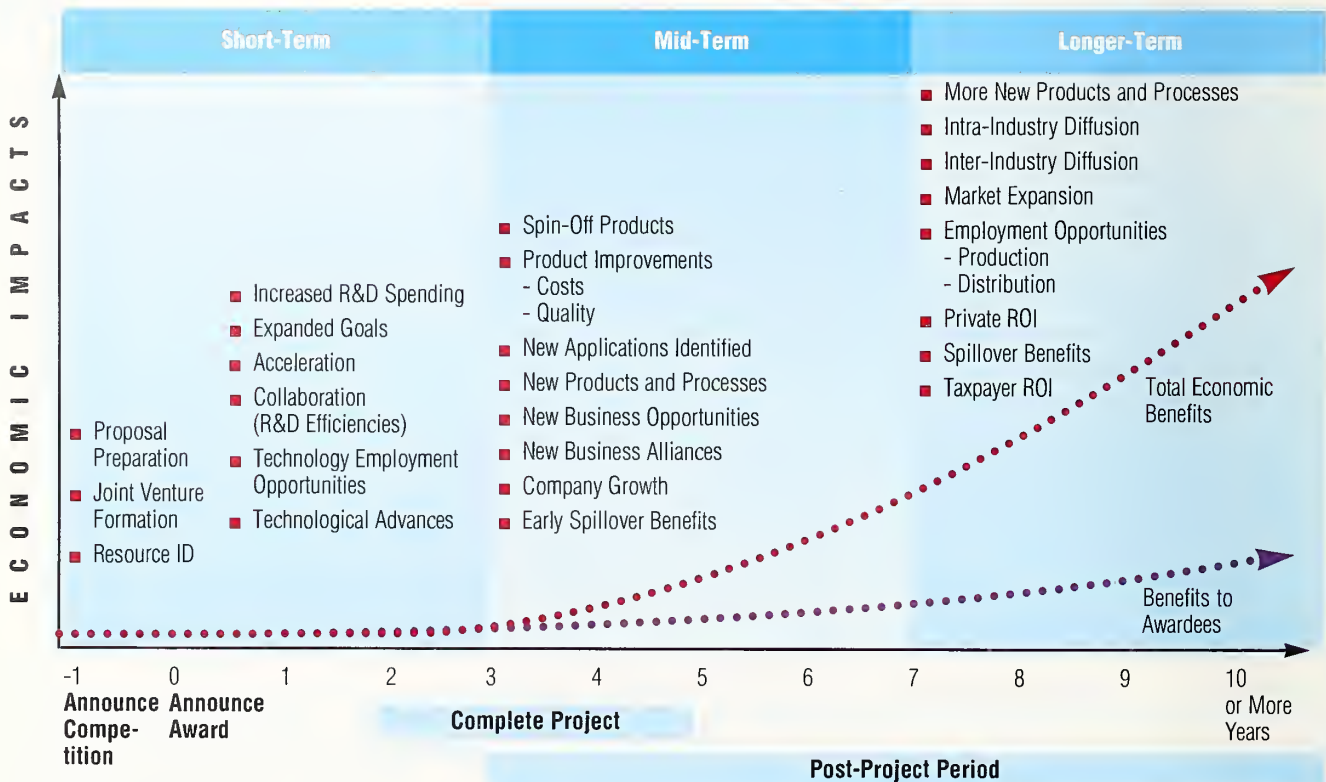 Short-Term
Mid-Term
Longer-Term
ECONOMIC IMPACTS
Proposal
Preparation
Joint Venture
Formation
Resource ID
Increased R&D Spending
Expanded Goals
Acceleration
Collaboration
(R&D Efficiencies)
Technology Employment
Opportunities
Technological Advances
Spin-Off Products
Product Improvements
- Costs
- Quality
New Applications Identified
New Products and Processes
New Business Opportunities
New Business Alliances
Company Growth
Early Spillover Benefits
More New Products and Processes
Intra-Industry Diffusion
Inter-Industry Diffusion
Market Expansion
Employment Opportunities
- Production
- Distribution
Private ROI
Spillover Benefits
Taxpayer ROI
Total Economic
Benefits
Benefits to
Awardees
-1 0 1 2 3 4 5 6 7 8 9 10
or More
Years
Announce
Compe-
tition
Announce
Award
Complete Project
Post-Project Period